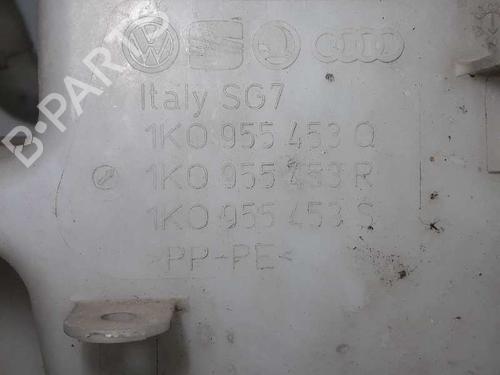 B-PARTS
Italy SG7
1K0 955 453 Q
1K0 955 453 R
1K0 955 453 S
>PP-PE<